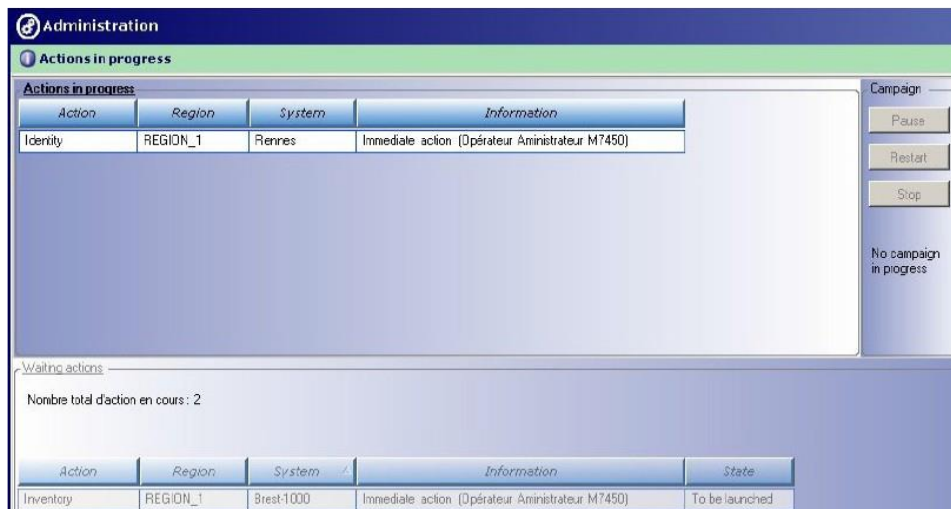 Administration
Actions in progress
Actions in progress
Action Region System Information
Identity REGION_1 Rennes Immediate action (Opérateur Aministrateur M7450)
Campaign
Pause
Restart
Stop
No campaign
in progress
Waiting actions
Nombre total d'action en cours : 2
Action Region System Information State
Inventory REGION_1 Brest-1000 Immediate action (Opérateur Aministrateur M7450) To be launched